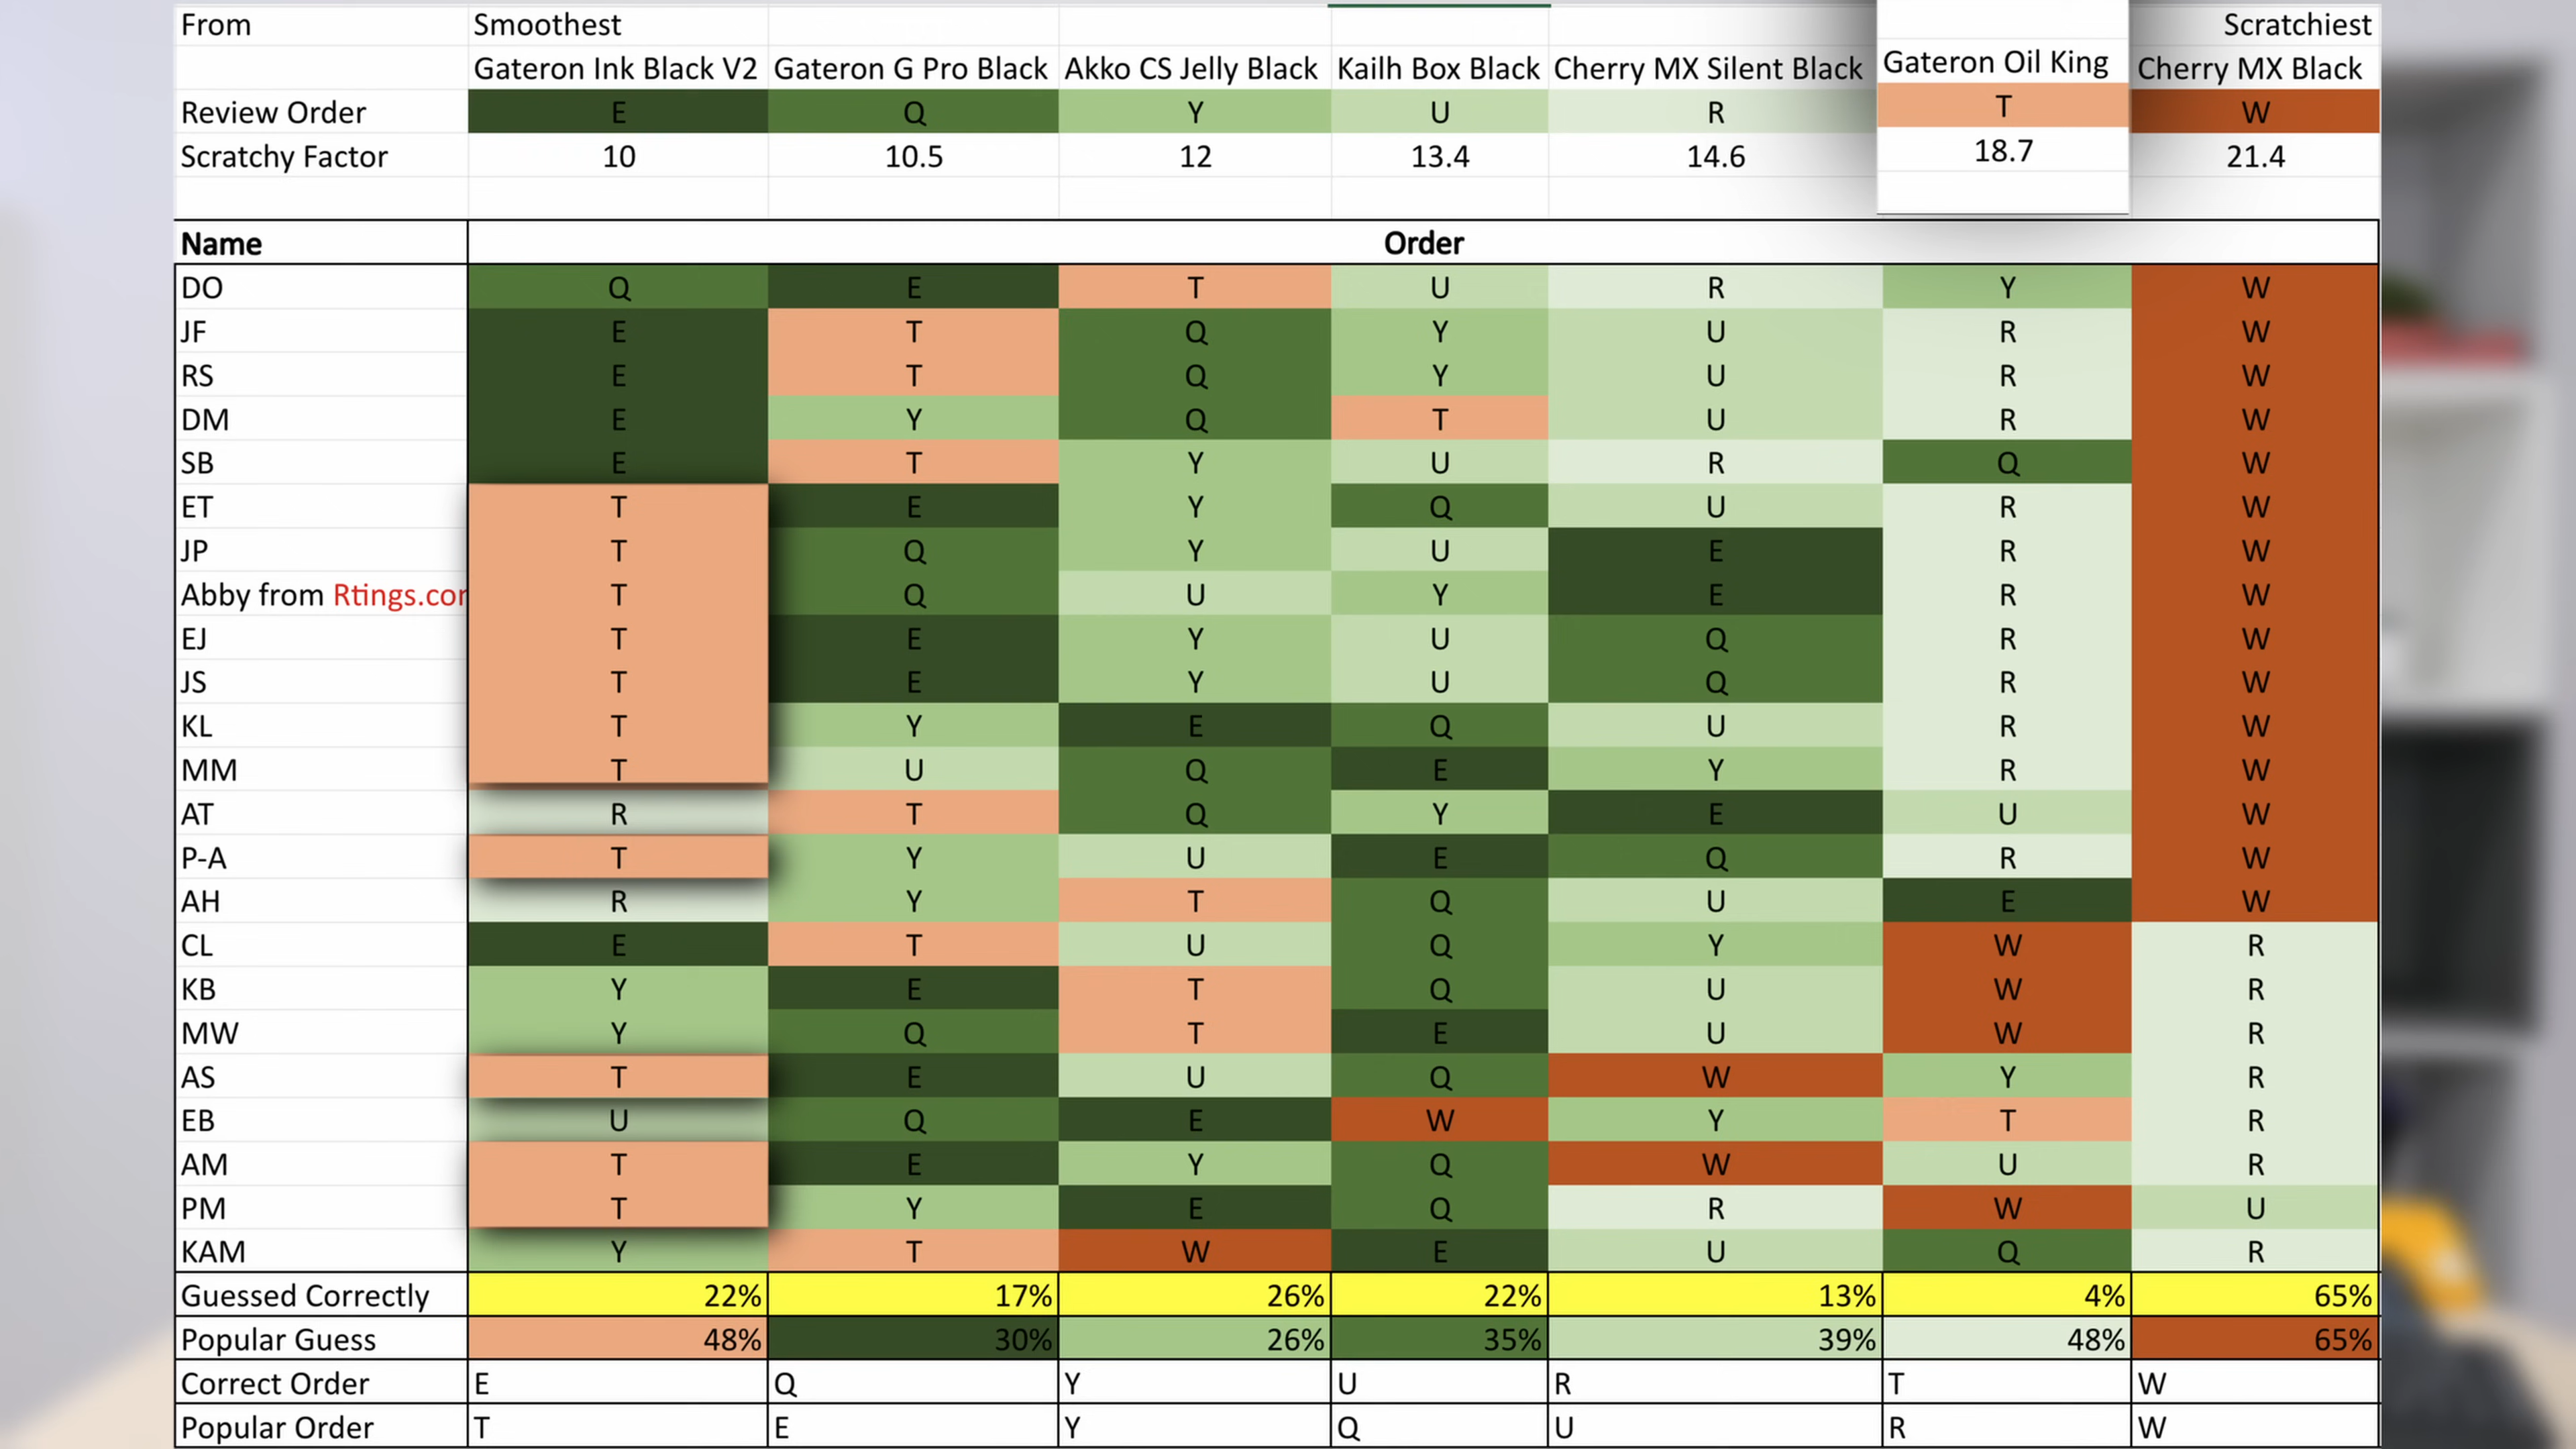 From Smoothest Scratchiest
Gateron Ink Black V2 Gateron G Pro Black Akko CS Jelly Black Kailh Box Black Cherry MX Silent Black Gateron Oil King Cherry MX Black
Review Order E Q Y U R T W
Scratchy Factor 10 10.5 12 13.4 14.6 18.7 21.4
Name Order
DO Q E T U R Y W
JF E T Q Y U R W
RS E T Q Y U R W
DM E Y Q T U R W
SB E T Y U R Q W
ET T E Y Q U R W
JP T Q Y U E R W
Abby from Rtings.cor T Q U Y E R W
EJ T E Y U Q R W
JS T E Y U Q R W
KL T Y E Q U R W
MM T U Q E Y R W
AT R T Q Y E U W
P-A T Y U E Q R W
AH R Y T Q U E W
CL E T U Q Y W R
KB Y E T Q U W R
MW Y Q T E U W R
AS T E U Q W Y R
EB U Q E W Y T R
AM T E Y Q W U R
PM T Y E Q R W U
KAM Y T W E U Q R
Guessed Correctly 22% 17% 26% 22% 13% 4% 65%
Popular Guess 48% 30% 26% 35% 39% 48% 65%
Correct Order E Q Y U R T W
Popular Order T E Y Q U R W